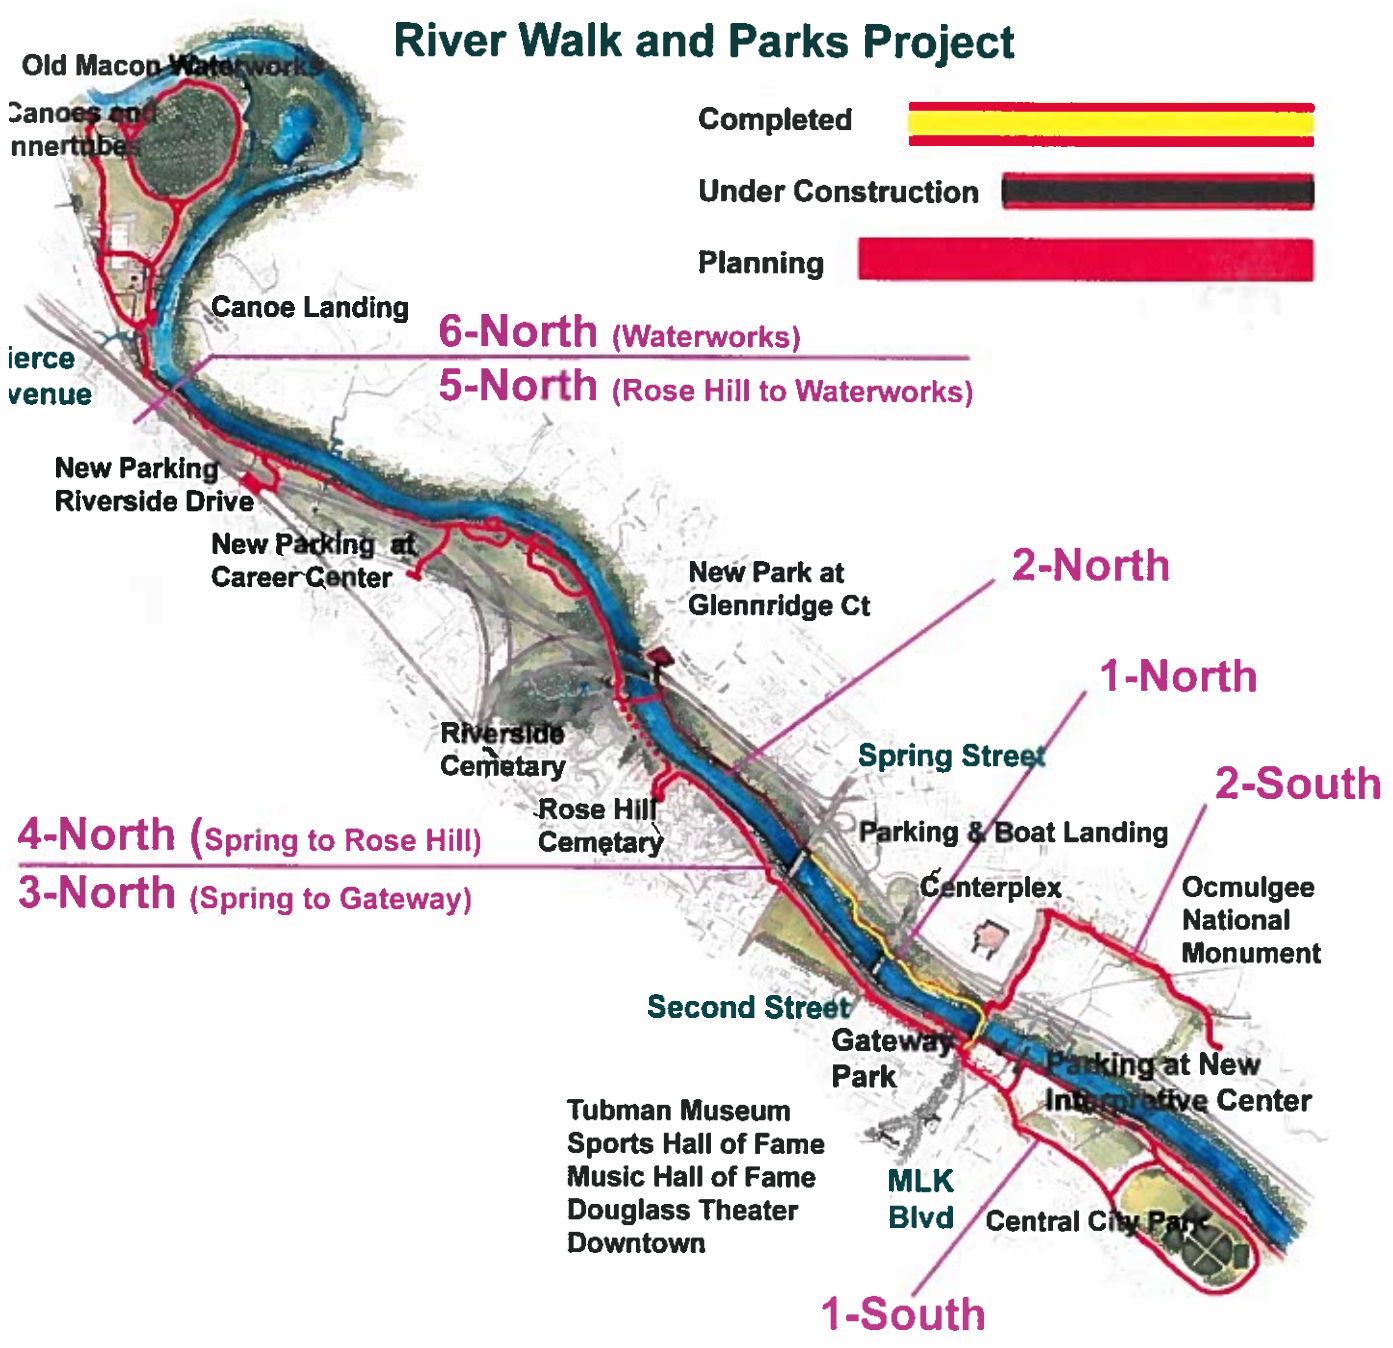 River Walk and Parks Project
Old Macon Waterworks
Canoes and
nnertubes
Completed
Under Construction
Planning
Canoe Landing
6-North (Waterworks)
ierce
venue
5-North (Rose Hill to Waterworks)
New Parking
Riverside Drive
New Parking at
Career Center
New Park at
Glennridge Ct
2-North
1-North
Riverside
Cemetary
Spring Street
2-South
Rose Hill
Cemetary
4-North (Spring to Rose Hill)
Parking & Boat Landing
3-North (Spring to Gateway)
Centerplex
Ocmulgee
National
Monument
Second Street
Gateway
Park
Parking at New
Interpretive Center
Tubman Museum
Sports Hall of Fame
Music Hall of Fame
Douglass Theater
Downtown
MLK
Blvd
Central City Park
1-South